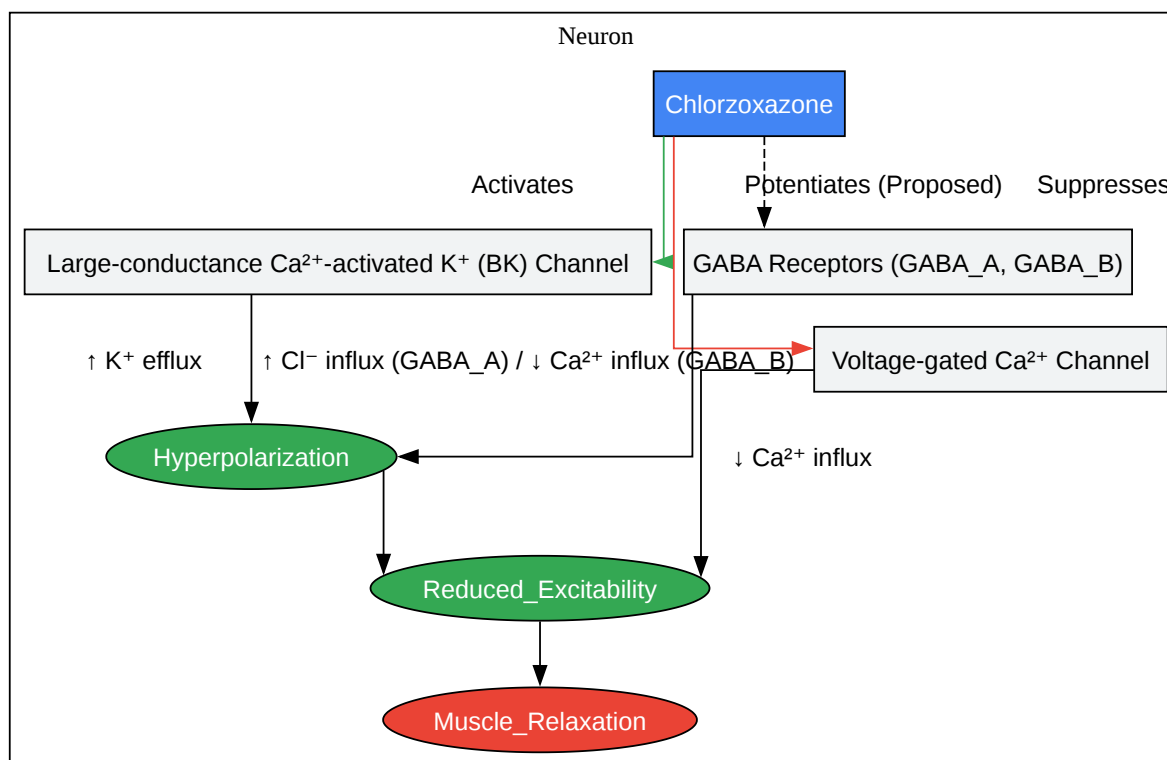 Neuron
Chlorzoxazone
Activates
Potentiates (Proposed)
Suppresses
Large-conductance Ca²⁺-activated K⁺ (BK) Channel
GABA Receptors (GABA_A, GABA_B)
↑ K⁺ efflux
↑ Cl⁻ influx (GABA_A) / ↓ Ca²⁺ influx (GABA_B)
Voltage-gated Ca²⁺ Channel
Hyperpolarization
↓ Ca²⁺ influx
Reduced_Excitability
Muscle_Relaxation